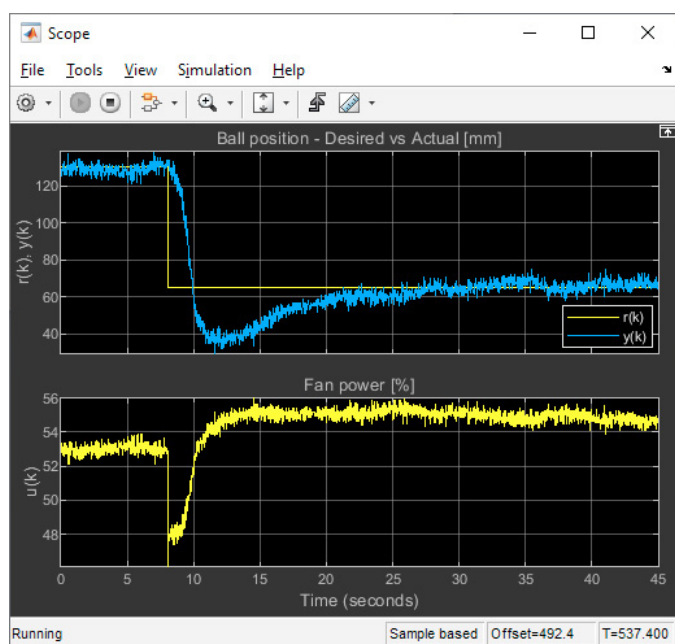 Scope
File Tools View Simulation Help
Ball position - Desired vs Actual [mm]
r(k), y(k)
120
100
80
60
40
r(k)
y(k)
Fan power [%]
u(k)
56
54
52
50
48
0 5 10 15 20 25 30 35 40 45
Time (seconds)
Running Sample based Offset=492.4 T=537.400